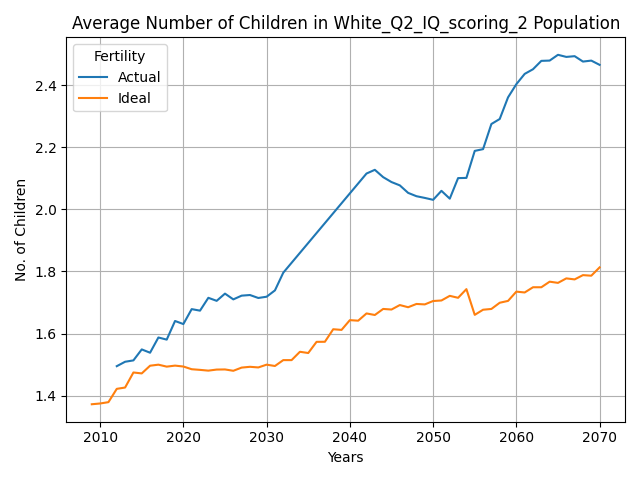 Average Number of Children in White_Q2_IQ_scoring_2 Population
Fertility
Actual
Ideal
No. of Children
2.4
2.2
2.0
1.8
1.6
1.4
2010 2020 2030 2040 2050 2060 2070
Years